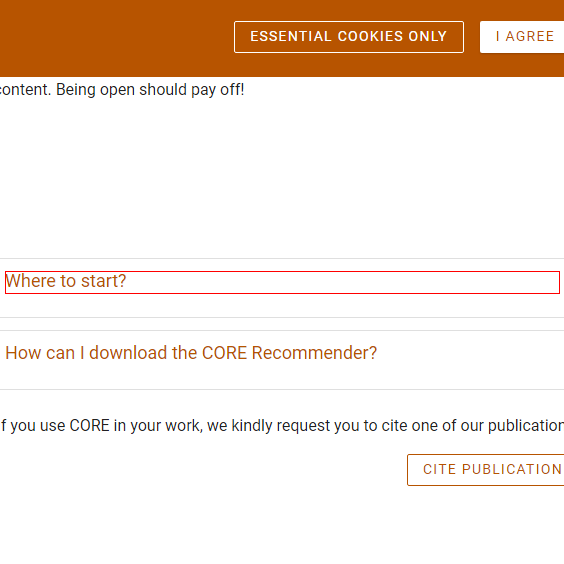 ESSENTIAL COOKIES ONLY
I AGREE
content. Being open should pay off!
Where to start?
How can I download the CORE Recommender?
f you use CORE in your work, we kindly request you to cite one of our publication
CITE PUBLICATION